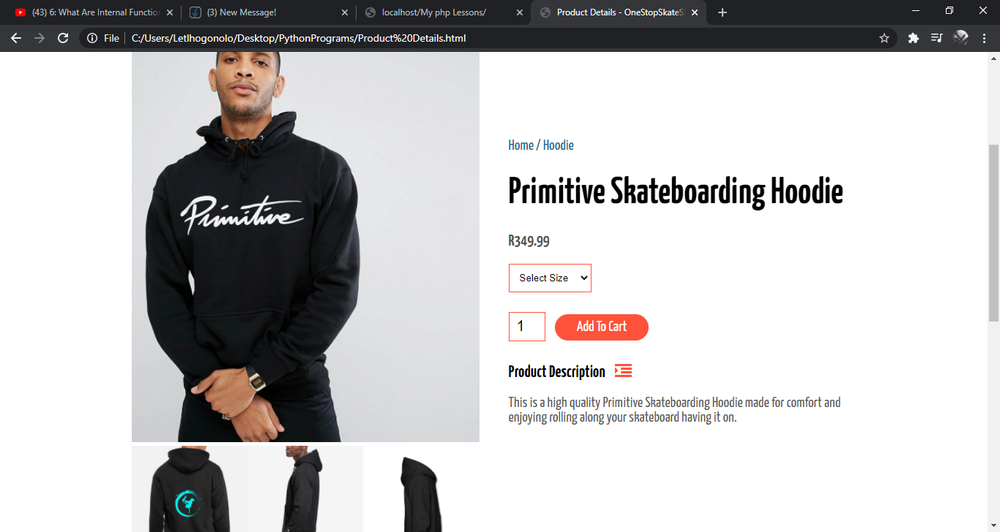 (43) 6: What Are Internal Function
(3) New Message!
localhost/My php Lessons/
Product Details - OneStopSkateS
File
C:/Users/Letlhogonolo/Desktop/PythonPrograms/Product%20Details.html
Primitive
Home / Hoodie
Primitive Skateboarding Hoodie
R349.99
Select Size
1
Add To Cart
Product Description
This is a high quality Primitive Skateboarding Hoodie made for comfort and
enjoying rolling along your skateboard having it on.